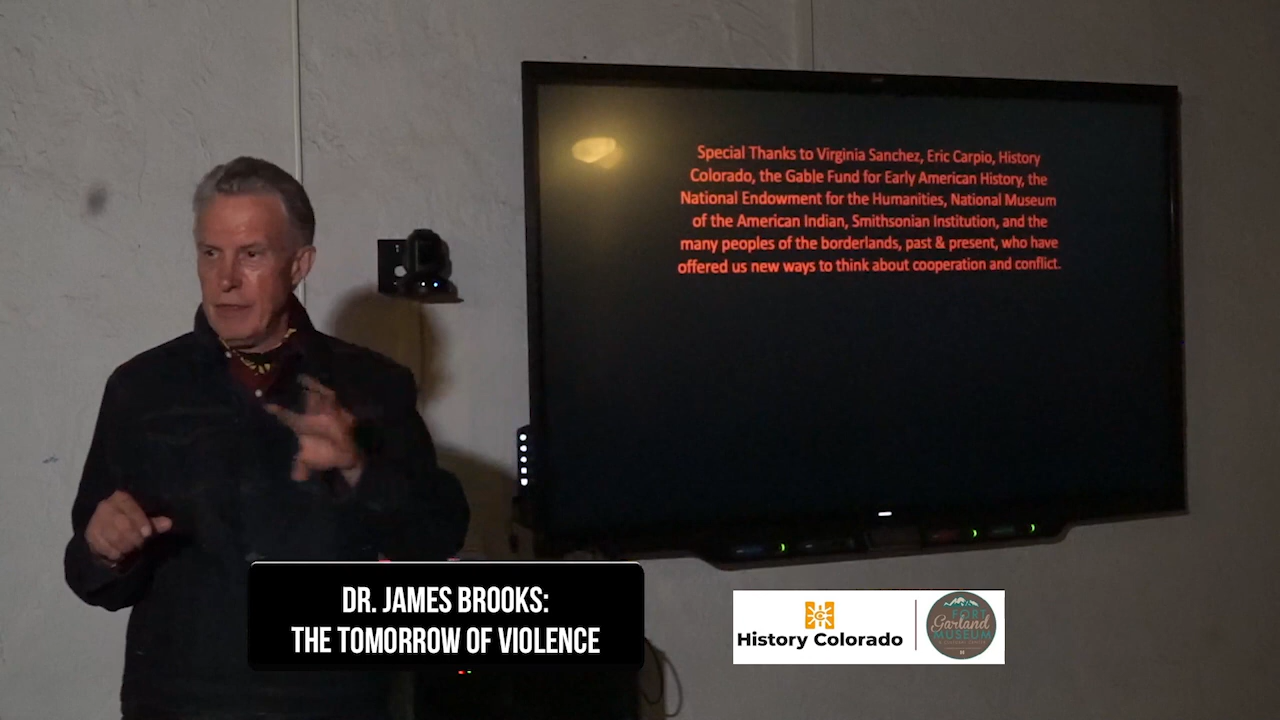 Special Thanks to Virginia Sanchez, Eric Carpio, History
Colorado, the Gable Fund for Early American History, the
National Endowment for the Humanities, National Museum
of the American Indian, Smithsonian Institution, and the
many peoples of the borderlands, past & present, who have
offered us new ways to think about cooperation and conflict.
DR. JAMES BROOKS:
THE TOMORROW OF VIOLENCE
History Colorado
FORT
Garland
MUSEUM